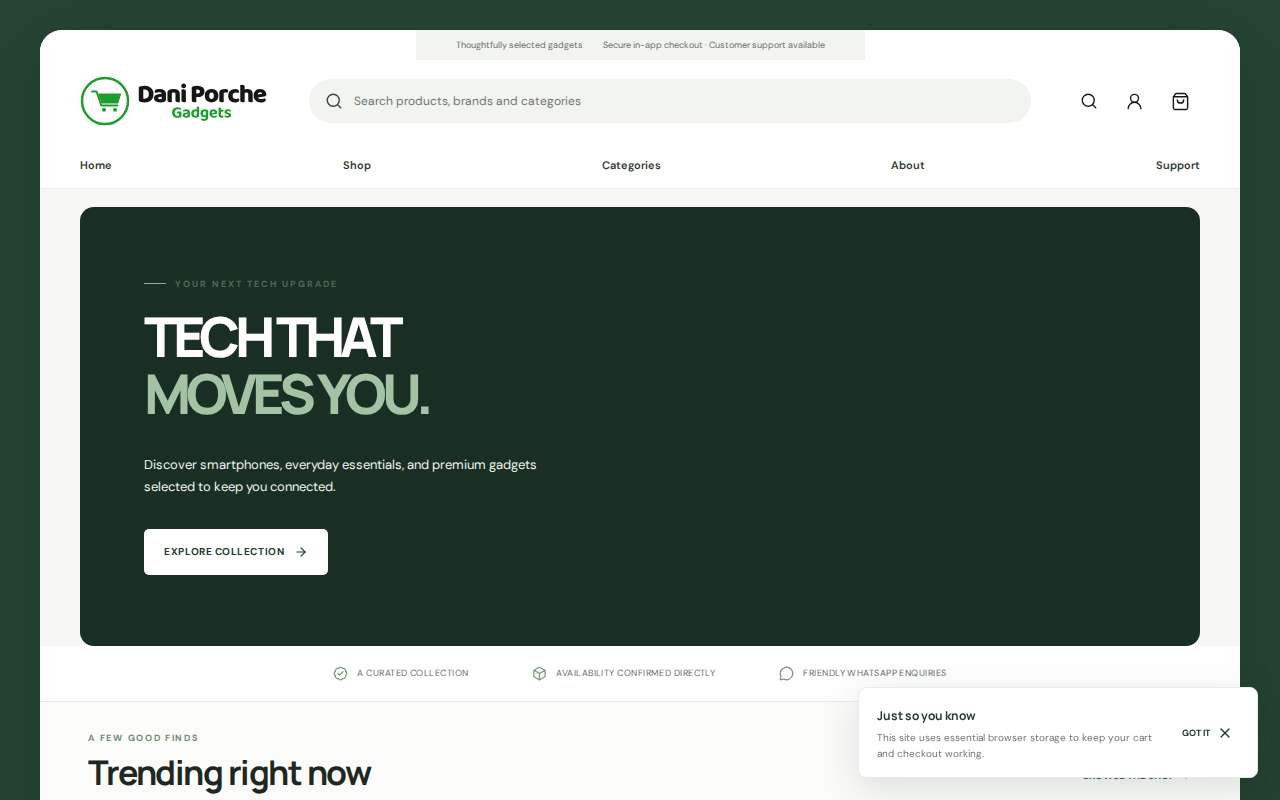 Thoughtfully selected gadgets
Secure in-app checkout · Customer support available
Dani Porche
Gadgets
Search products, brands and categories
Home
Shop
Categories
About
Support
YOUR NEXT TECH UPGRADE
TECH THAT
MOVES YOU.
Discover smartphones, everyday essentials, and premium gadgets
selected to keep you connected.
EXPLORE COLLECTION
A CURATED COLLECTION
AVAILABILITY CONFIRMED DIRECTLY
FRIENDLY WHATSAPP ENQUIRIES
A FEW GOOD FINDS
Trending right now
Just so you know
This site uses essential browser storage to keep your cart
and checkout working.
GOT IT